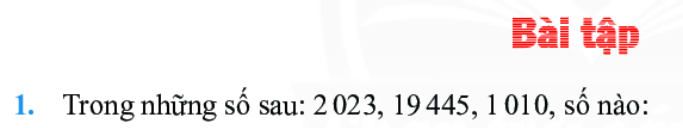 Bài tập
1. Trong những số sau: 2 023, 19 445, 1 010, số nào: